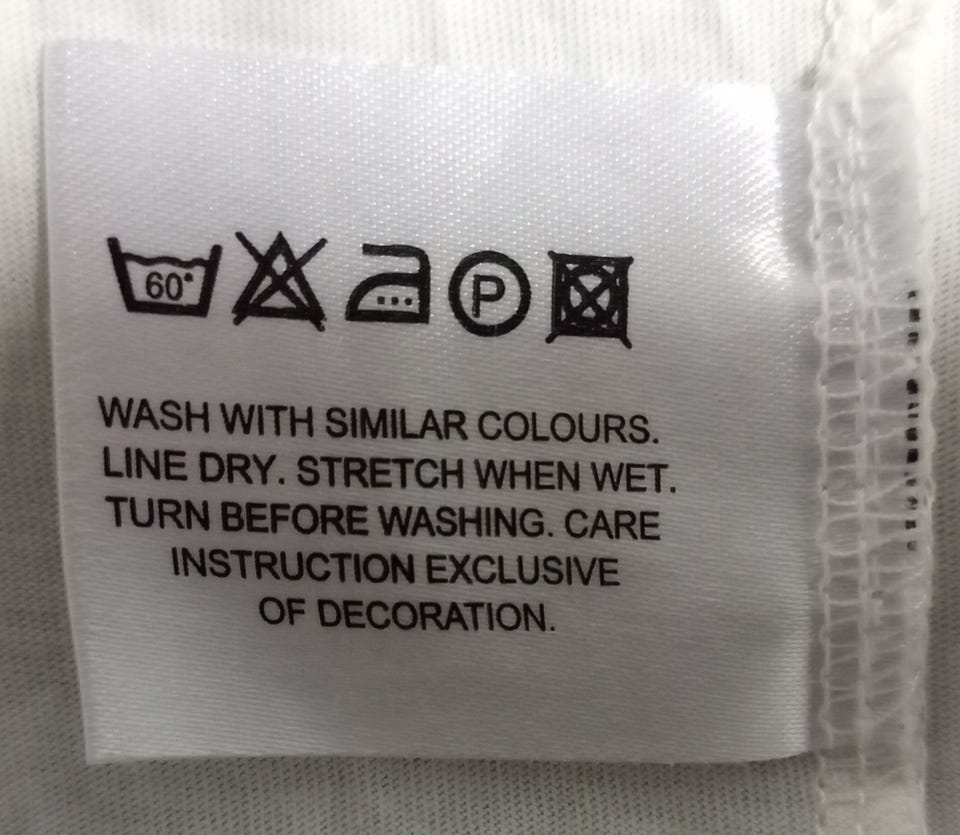 60°
P
WASH WITH SIMILAR COLOURS.
LINE DRY. STRETCH WHEN WET.
TURN BEFORE WASHING. CARE
INSTRUCTION EXCLUSIVE
OF DECORATION.